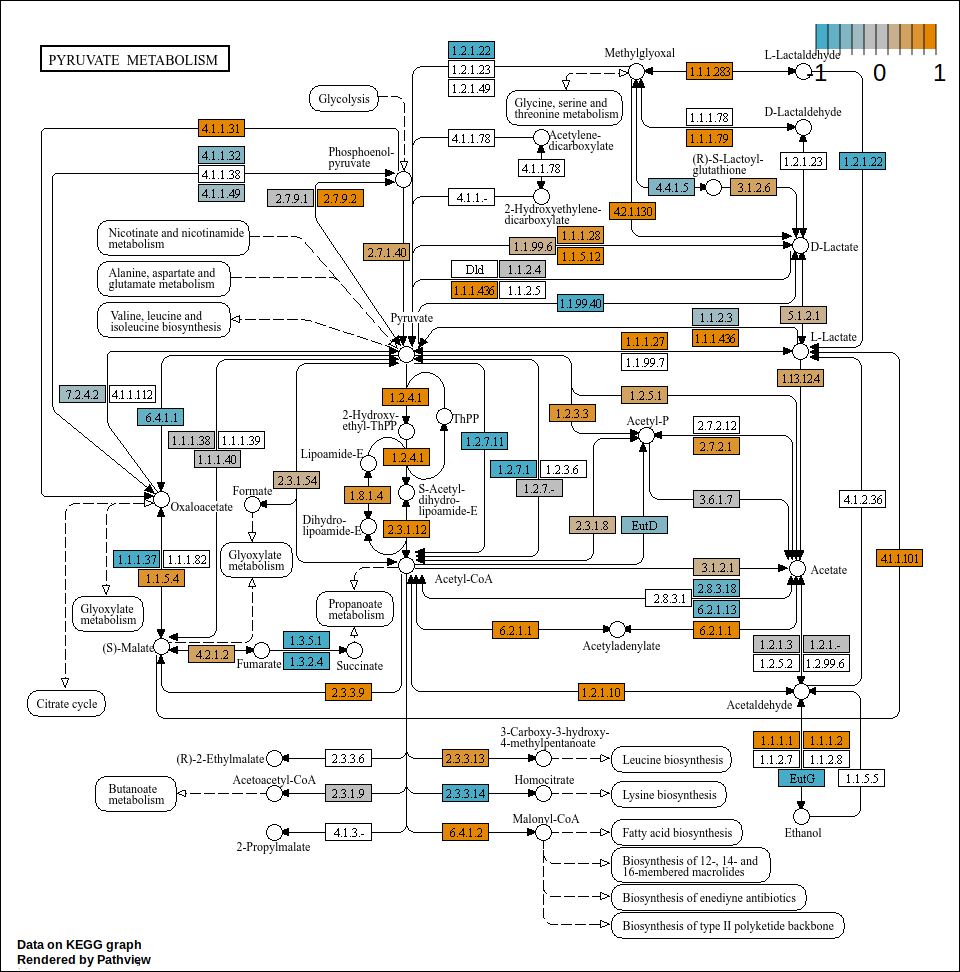 PYRUVATE METABOLISM
-1 0 1
Methylglyoxal
L-Lactaldehyde
1.2.1.22
1.2.1.23
1.2.1.49
1.1.1.283
Glycolysis
Glycine, serine and
threonine metabolism
1.1.1.78
1.1.1.79
D-Lactaldehyde
4.1.1.31
4.1.1.32
4.1.1.38
4.1.1.49
Phosphoenol-
pyruvate
4.1.1.78
Acetylene-
dicarboxylate
4.1.1.78
(R)-S-Lactoyl-
glutathione
1.2.1.23
1.2.1.22
2.7.9.1
2.7.9.2
4.1.1.-
2-Hydroxyethylene-
dicarboxylate
4.4.1.5
3.1.2.6
4.2.1.130
Nicotinate and nicotinamide
metabolism
2.7.1.40
1.1.99.6
1.1.1.28
1.1.5.12
D-Lactate
Alanine, aspartate and
glutamate metabolism
Dld
1.1.2.4
1.1.1.436
1.1.2.5
1.1.99.40
Valine, leucine and
isoleucine biosynthesis
Pyruvate
1.1.2.3
1.1.1.436
5.1.2.1
L-Lactate
1.1.1.27
1.1.99.7
1.13.12.4
7.2.4.2
4.1.1.112
6.4.1.1
1.2.4.1
1.2.5.1
1.2.3.3
2-Hydroxy-
ethyl-ThPP
ThPP
Acetyl-P
2.7.2.12
2.7.2.1
1.1.1.38
1.1.1.39
1.1.1.40
Lipoamide-E
1.2.4.1
1.2.7.11
1.2.7.1
1.2.3.6
1.2.7.-
2.3.1.54
Formate
1.8.1.4
S-Acetyl-
dihydro-
lipoamide-E
3.6.1.7
4.1.2.36
Oxaloacetate
Dihydro-
lipoamide-E
2.3.1.12
2.3.1.8
EutD
1.1.1.37
1.1.1.82
1.1.5.4
Glyoxylate
metabolism
Acetyl-CoA
3.1.2.1
Acetate
4.1.1.101
Glyoxylate
metabolism
Propanoate
metabolism
2.8.3.1
2.8.3.18
6.2.1.13
6.2.1.1
Acetyladenylate
6.2.1.1
(S)-Malate
4.2.1.2
Fumarate
1.3.5.1
1.3.2.4
Succinate
1.2.1.3
1.2.1.-
1.2.5.2
1.2.99.6
Citrate cycle
2.3.3.9
1.2.1.10
Acetaldehyde
(R)-2-Ethylmalate
2.3.3.6
2.3.3.13
3-Carboxy-3-hydroxy-
4-methylpentanoate
Leucine biosynthesis
1.1.1.1
1.1.1.2
1.1.2.7
1.1.2.8
EutG
1.1.5.5
Butanoate
metabolism
Acetoacetyl-CoA
2.3.1.9
2.3.3.14
Homocitrate
Lysine biosynthesis
Ethanol
2-Propylmalate
4.1.3.-
6.4.1.2
Malonyl-CoA
Fatty acid biosynthesis
Biosynthesis of 12-, 14- and
16-membered macrolides
Biosynthesis of enediyne antibiotics
Biosynthesis of type II polyketide backbone
Data on KEGG graph
Rendered by Pathview